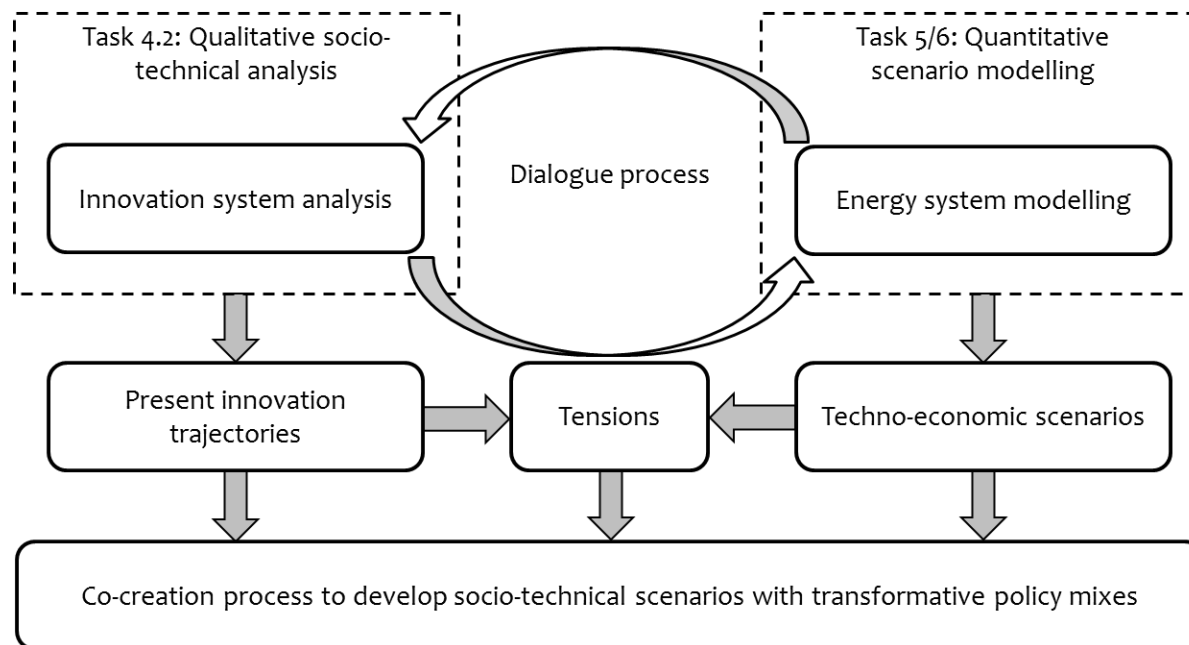 Task 4.2: Qualitative socio-
technical analysis
Task 5/6: Quantitative
scenario modelling
Innovation system analysis
Dialogue process
Energy system modelling
Present innovation
trajectories
Tensions
Techno-economic scenarios
Co-creation process to develop socio-technical scenarios with transformative policy mixes